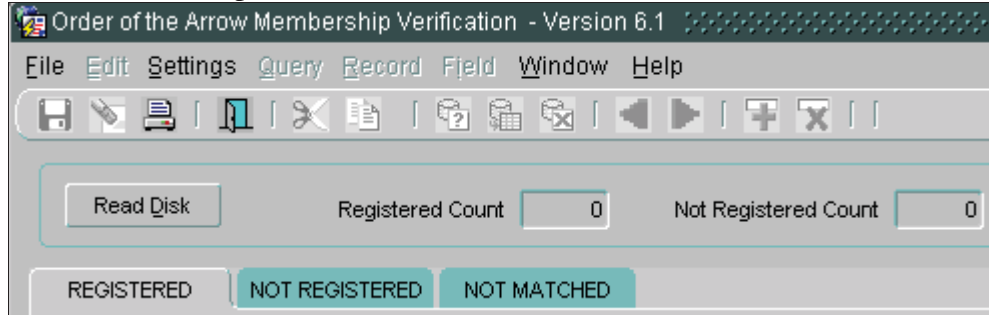 Order of the Arrow Membership Verification - Version 6.1
File Edit Settings Query Record Field Window Help
Read Disk Registered Count 0 Not Registered Count 0
REGISTERED NOT REGISTERED NOT MATCHED